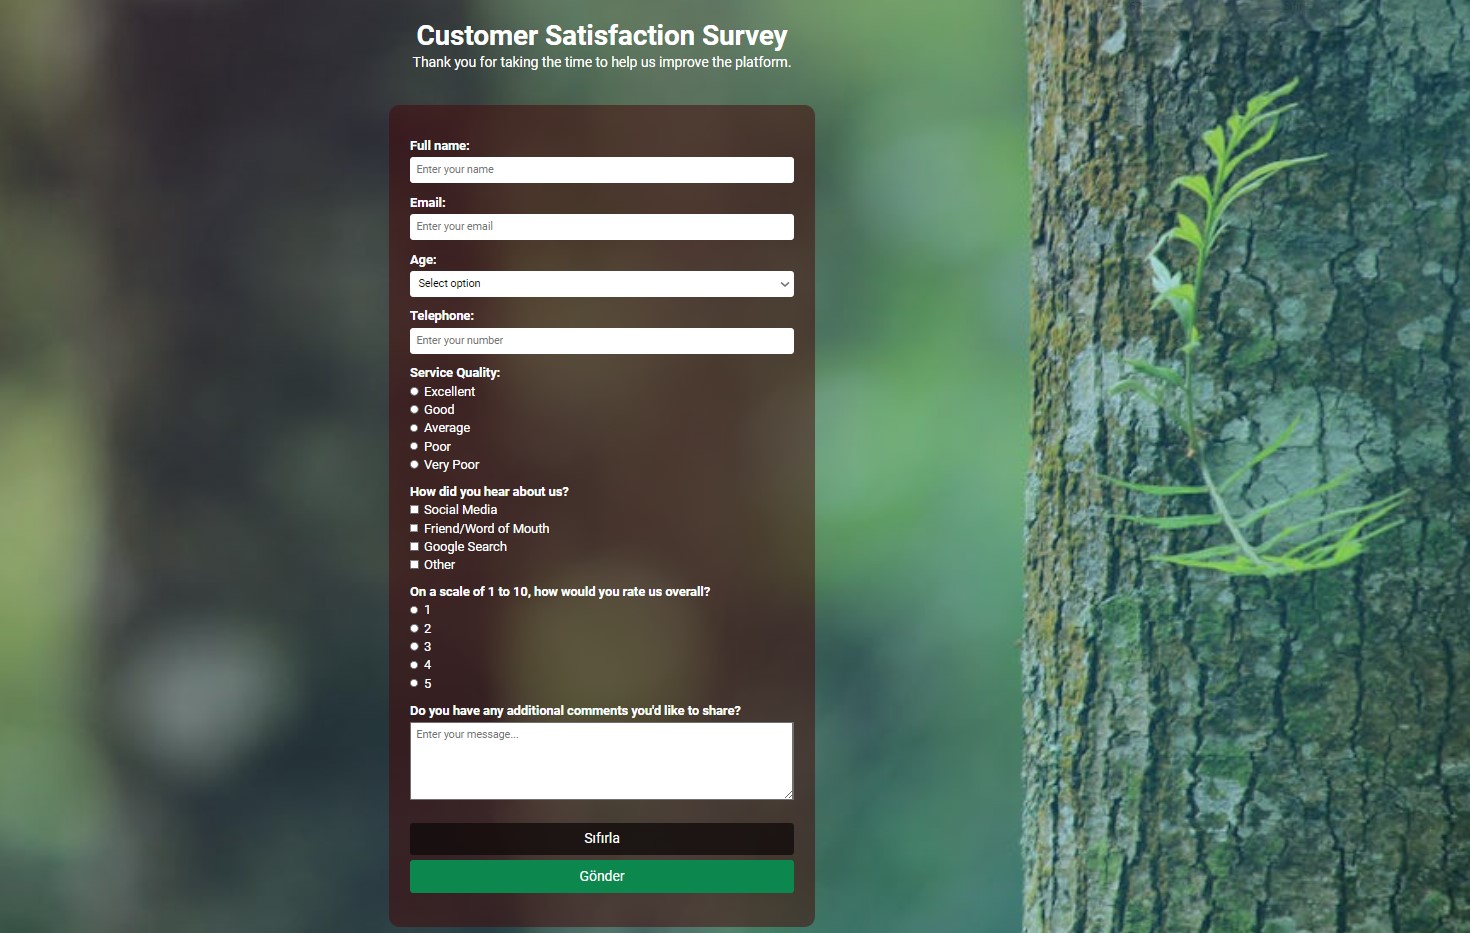 Customer Satisfaction Survey
Thank you for taking the time to help us improve the platform.
Full name:
Enter your name
Email:
Enter your email
Age:
Select option
Telephone:
Enter your number
Service Quality:
Excellent
Good
Average
Poor
Very Poor
How did you hear about us?
Social Media
Friend/Word of Mouth
Google Search
Other
On a scale of 1 to 10, how would you rate us overall?
1
2
3
4
5
Do you have any additional comments you'd like to share?
Enter your message...
Sıfırla
Gönder